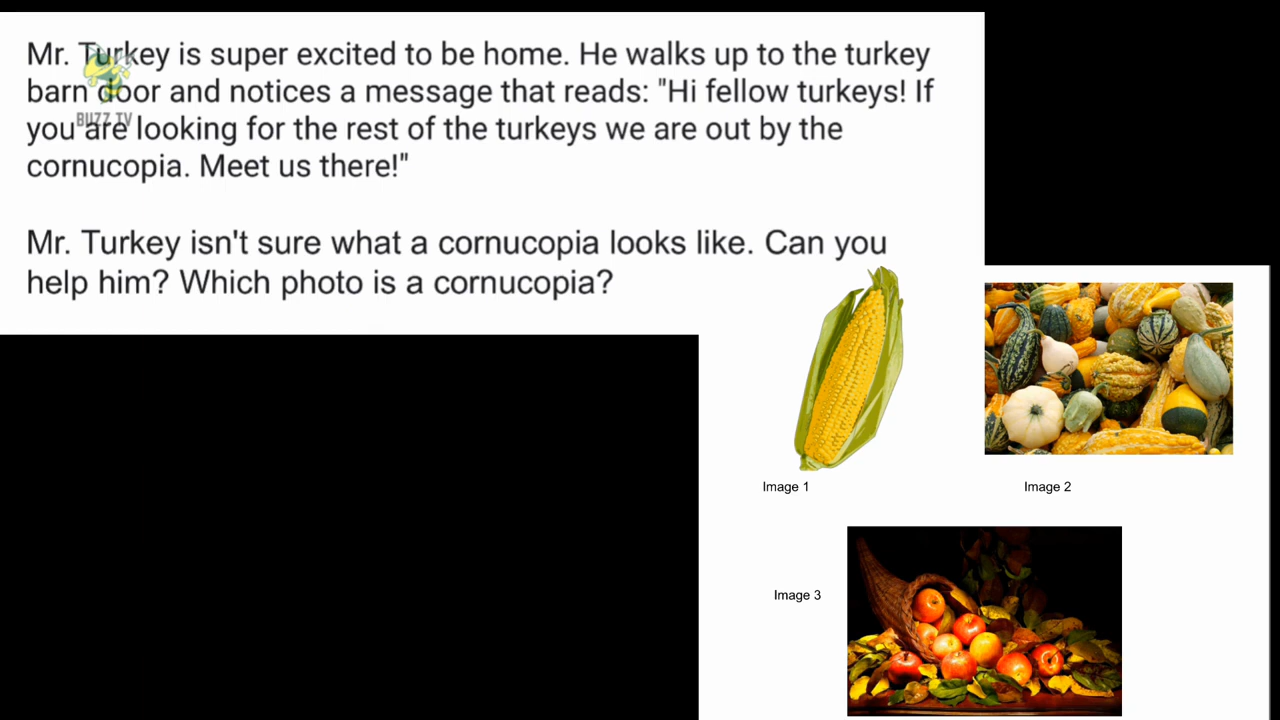 Mr. Turkey is super excited to be home. He walks up to the turkey
barn door and notices a message that reads: "Hi fellow turkeys! If
you are looking for the rest of the turkeys we are out by the
cornucopia. Meet us there!"
Mr. Turkey isn't sure what a cornucopia looks like. Can you
help him? Which photo is a cornucopia?
BUZZ TV
Image 1
Image 2
Image 3